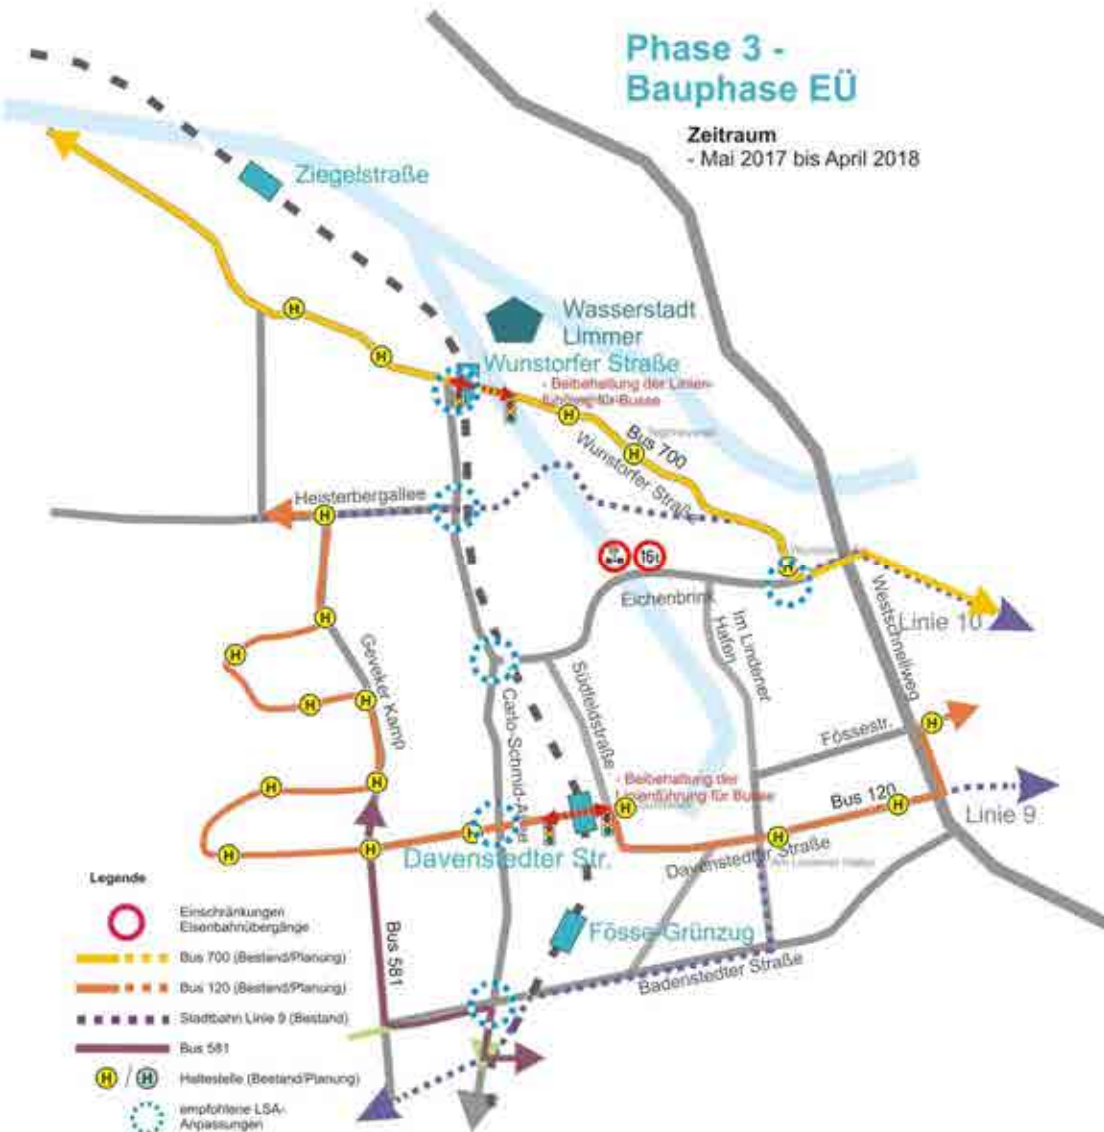 Phase 3 -
Bauphase EÜ
Zeitraum
- Mai 2017 bis April 2018
Ziegelstraße
Wasserstadt
Limmer
Wunstorfer Straße
- Beibehaltung der Linien-
führung für Busse
Bus 700
Wunstorfer Straße
Heisterbergallee
16t
Eichenbrink
Linie 10
Westschnellweg
Im Lindener
Hafen
Geveker Kamp
Carlo-Schmid-Allee
Südfeldstraße
Fössestr.
- Beibehaltung der
Linienführung für Busse
Bus 120
Linie 9
Davenstedter Str.
Davenstedter Straße
Am Lindener Hafen
Fösse-Grünzug
Badenstedter Straße
Bus 581
Legende
Einschränkungen
Eisenbahnübergänge
Bus 700 (Bestand/Planung)
Bus 120 (Bestand/Planung)
Stadtbahn Linie 9 (Bestand)
Bus 581
H / H Haltestelle (Bestand/Planung)
empfohlene LSA-
Anpassungen